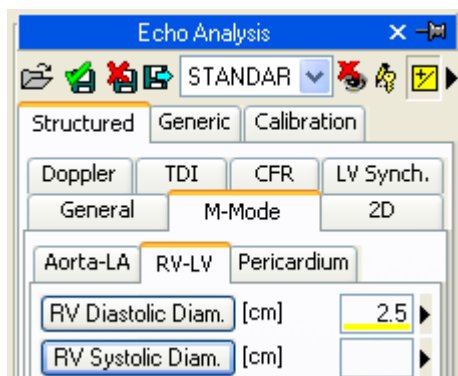 Echo Analysis
STANDAR
Structured Generic Calibration
Doppler TDI CFR LV Synch.
General M-Mode 2D
Aorta-LA RV-LV Pericardium
RV Diastolic Diam. [cm] 2.5
RV Systolic Diam. [cm]